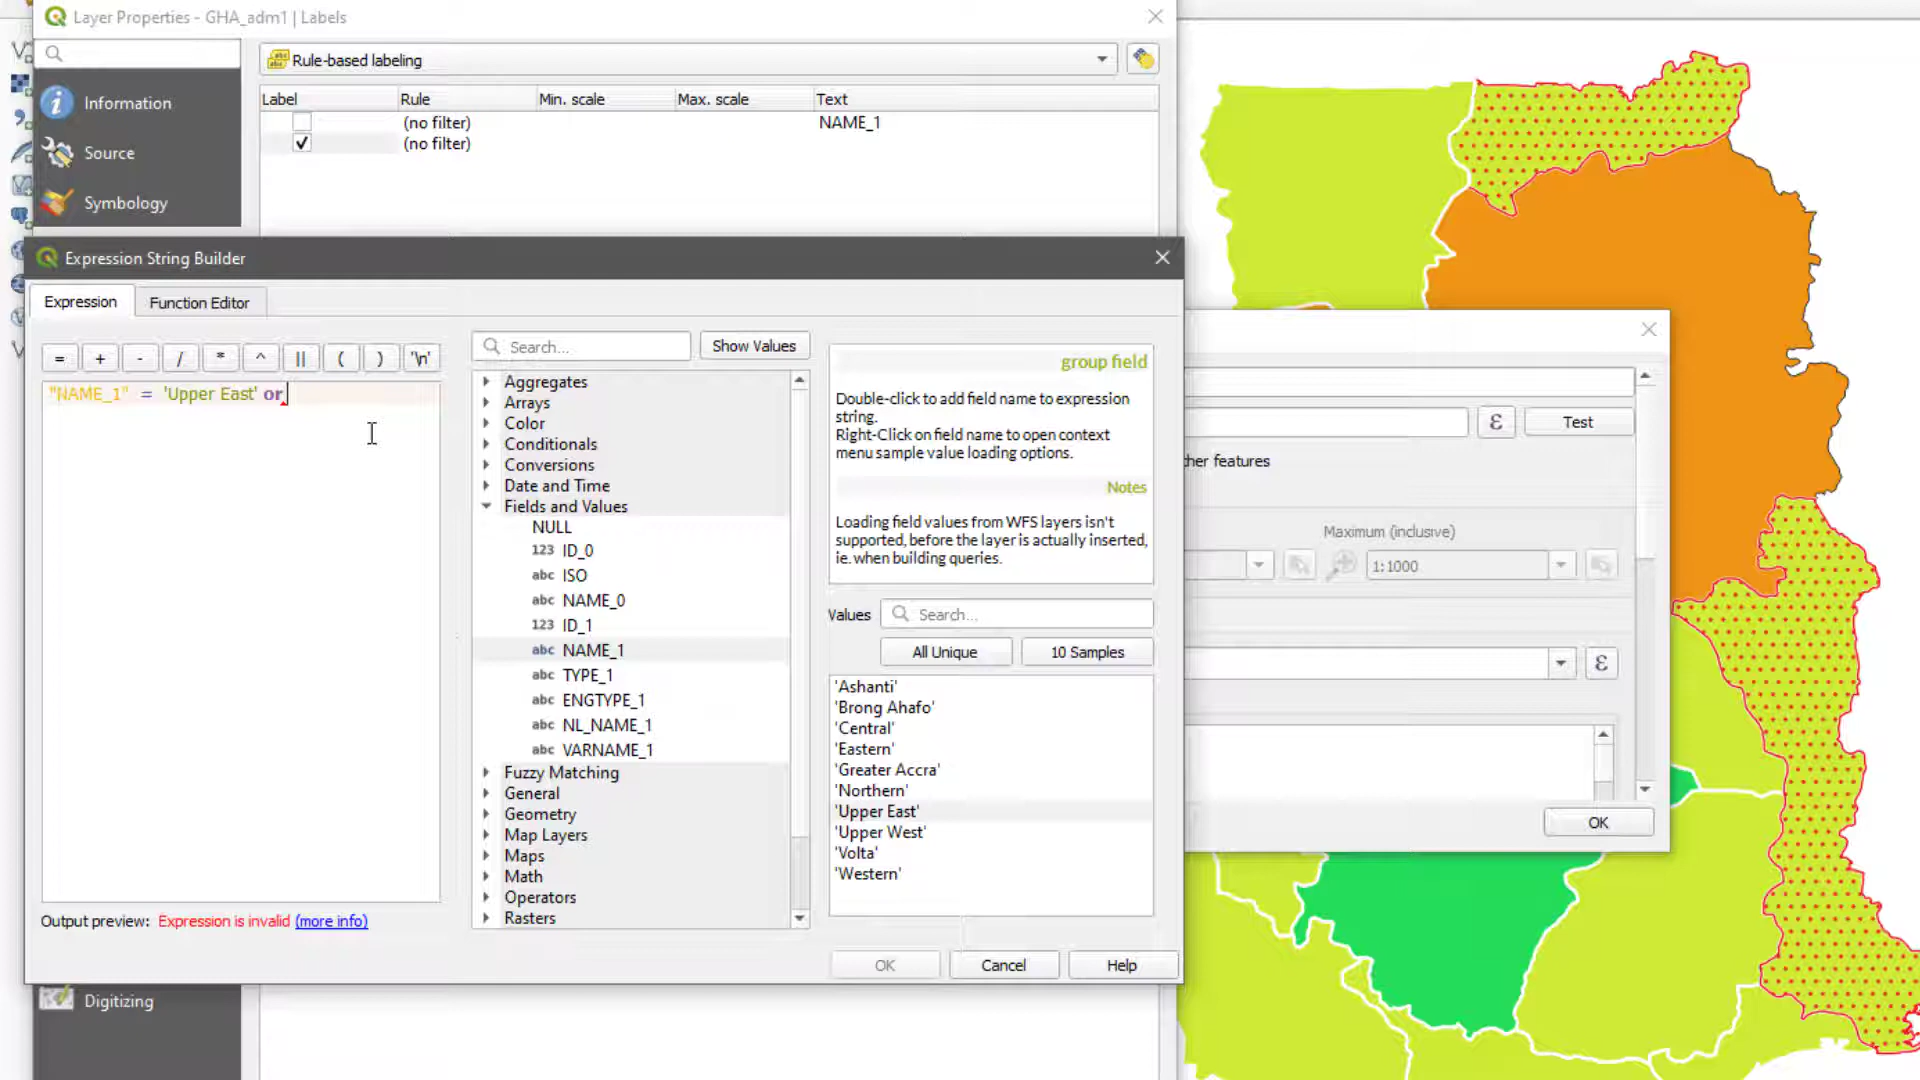 Layer Properties - GHA_adm1 | Labels
Rule-based labeling
Information
Source
Symbology
Label Rule Min. scale Max. scale Text
(no filter) NAME_1
(no filter)
Expression String Builder
Expression Function Editor
= + - / * ^ || ( ) '\n'
"NAME_1" = 'Upper East' or
Output preview: Expression is invalid (more info)
Search... Show Values
Aggregates
Arrays
Color
Conditionals
Conversions
Date and Time
Fields and Values
NULL
123 ID_0
abc ISO
abc NAME_0
123 ID_1
abc NAME_1
abc TYPE_1
abc ENGTYPE_1
abc NL_NAME_1
abc VARNAME_1
Fuzzy Matching
General
Geometry
Map Layers
Maps
Math
Operators
Rasters
group field
Double-click to add field name to expression
string.
Right-Click on field name to open context
menu sample value loading options.
Notes
Loading field values from WFS layers isn't
supported, before the layer is actually inserted,
ie. when building queries.
Values Search...
All Unique 10 Samples
'Ashanti'
'Brong Ahafo'
'Central'
'Eastern'
'Greater Accra'
'Northern'
'Upper East'
'Upper West'
'Volta'
'Western'
OK Cancel Help
Digitizing
ε Test
ther features
Maximum (inclusive)
1:1000
ε
OK